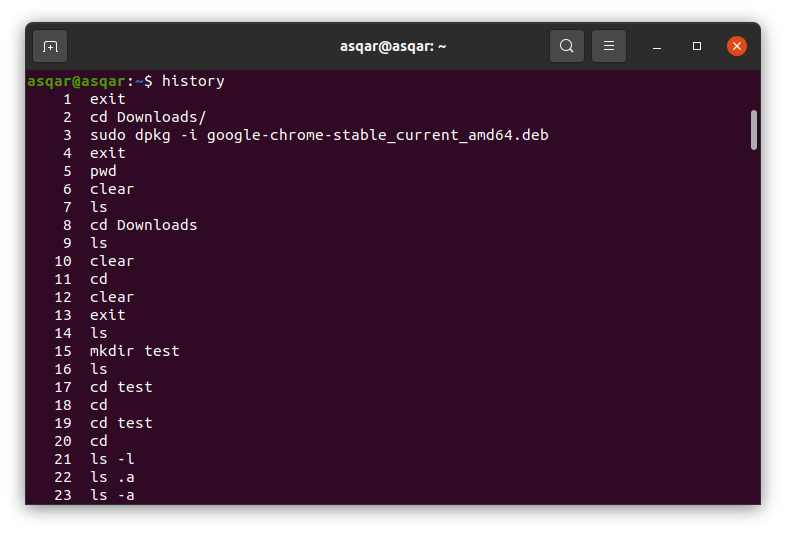 asqar@asqar: ~
asqar@asqar:~$ history
1 exit
2 cd Downloads/
3 sudo dpkg -i google-chrome-stable_current_amd64.deb
4 exit
5 pwd
6 clear
7 ls
8 cd Downloads
9 ls
10 clear
11 cd
12 clear
13 exit
14 ls
15 mkdir test
16 ls
17 cd test
18 cd
19 cd test
20 cd
21 ls -l
22 ls .a
23 ls -a